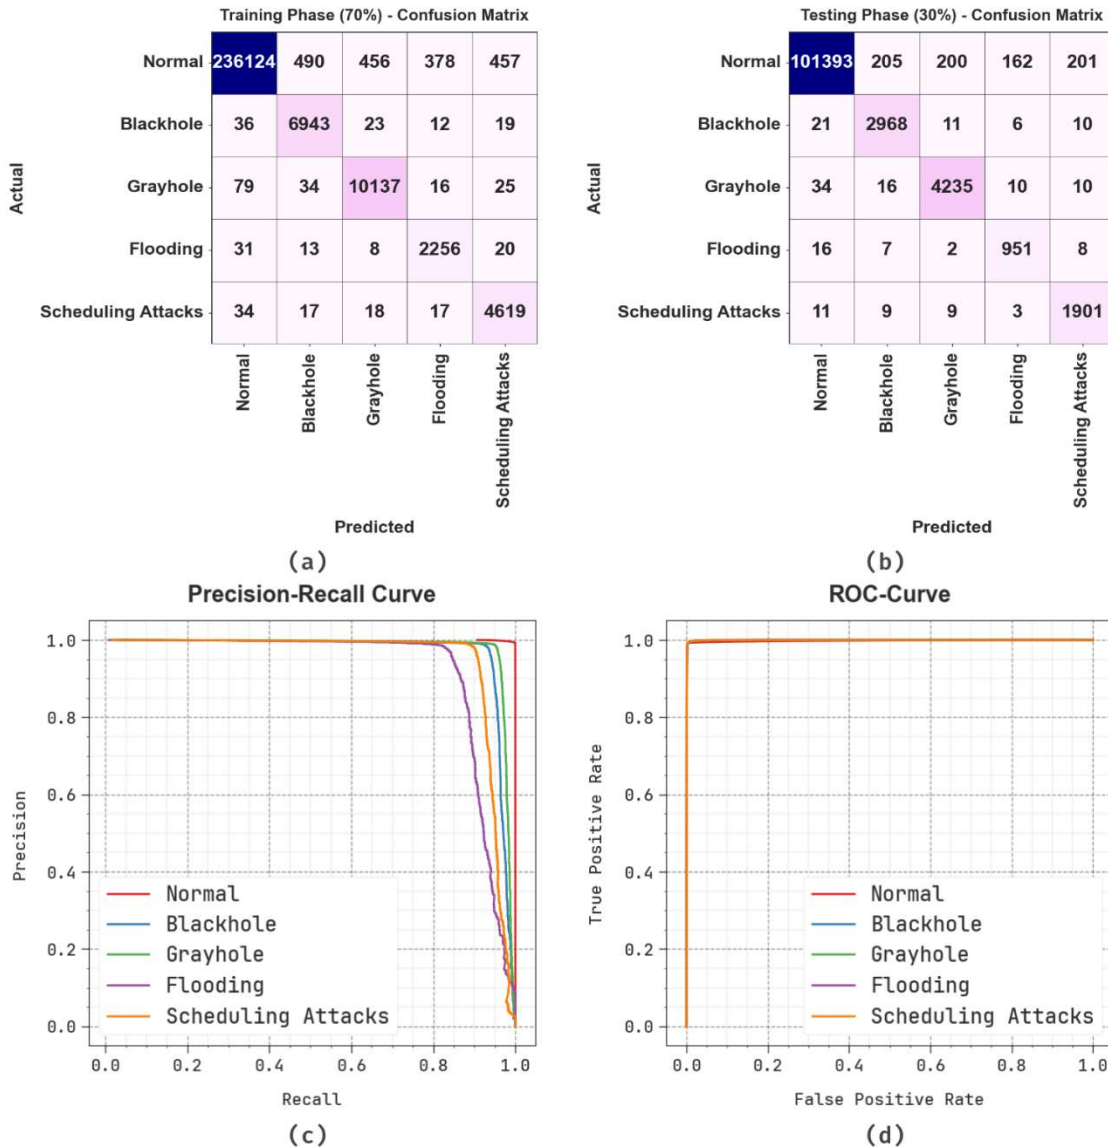 Training Phase (70%) - Confusion Matrix
Actual
Normal 236124 490 456 378 457
Blackhole 36 6943 23 12 19
Grayhole 79 34 10137 16 25
Flooding 31 13 8 2256 20
Scheduling Attacks 34 17 18 17 4619
Normal
Blackhole
Grayhole
Flooding
Scheduling Attacks
Predicted
(a)
Testing Phase (30%) - Confusion Matrix
Actual
Normal 101393 205 200 162 201
Blackhole 21 2968 11 6 10
Grayhole 34 16 4235 10 10
Flooding 16 7 2 951 8
Scheduling Attacks 11 9 9 3 1901
Normal
Blackhole
Grayhole
Flooding
Scheduling Attacks
Predicted
(b)
Precision-Recall Curve
Precision
1.0
0.8
0.6
0.4
0.2
0.0
Normal
Blackhole
Grayhole
Flooding
Scheduling Attacks
0.0 0.2 0.4 0.6 0.8 1.0
Recall
(c)
ROC-Curve
True Positive Rate
1.0
0.8
0.6
0.4
0.2
0.0
Normal
Blackhole
Grayhole
Flooding
Scheduling Attacks
0.0 0.2 0.4 0.6 0.8 1.0
False Positive Rate
(d)